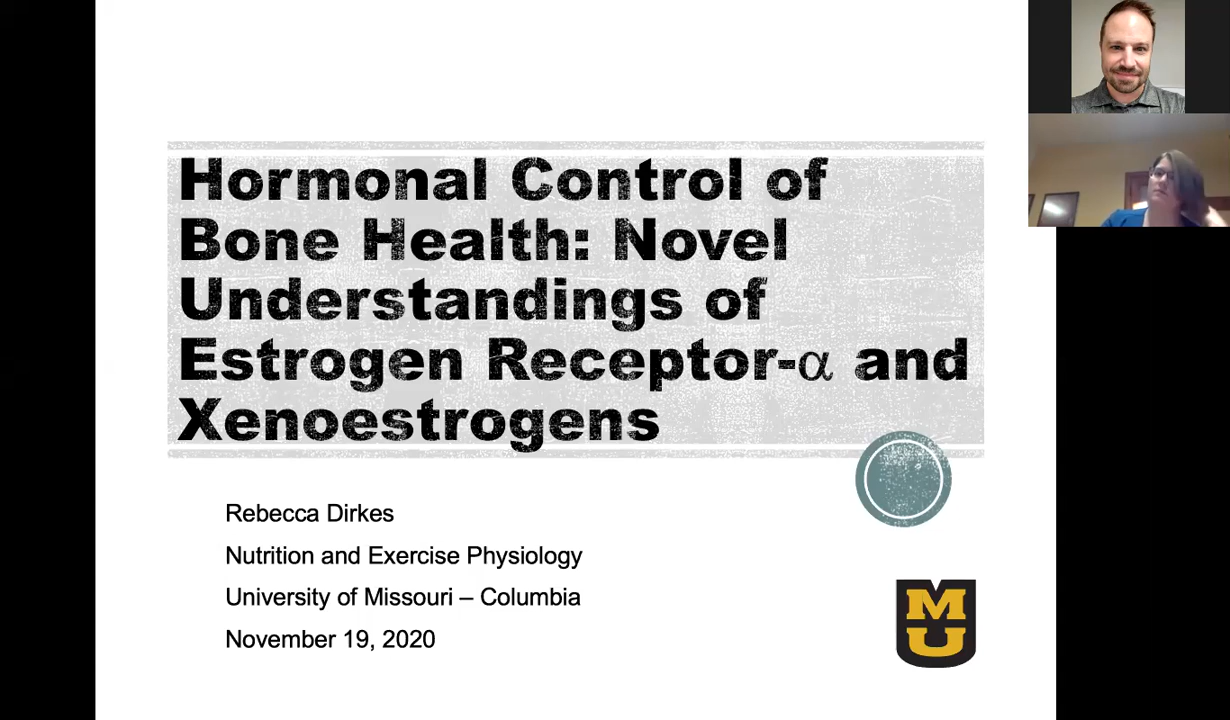 Hormonal Control of
Bone Health: Novel
Understandings of
Estrogen Receptor-α and
Xenoestrogens
Rebecca Dirkes
Nutrition and Exercise Physiology
University of Missouri – Columbia
November 19, 2020
M
U